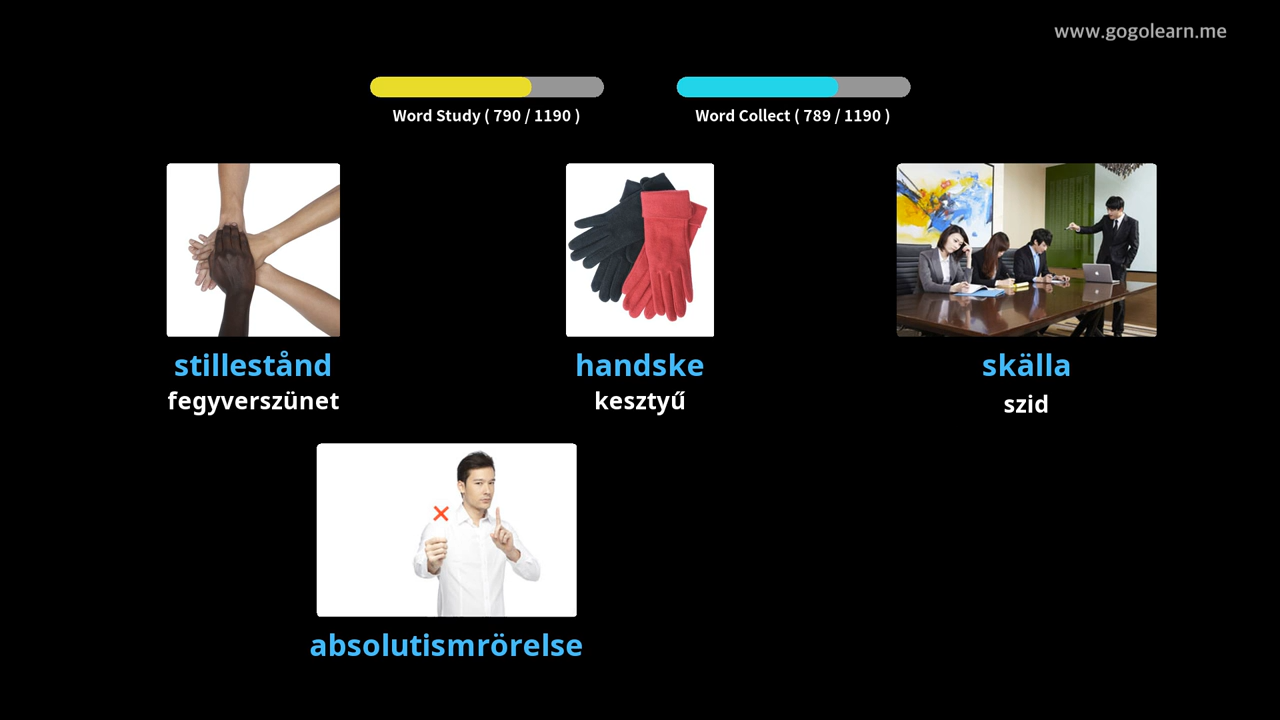 www.gogolearn.me
Word Study ( 790 / 1190 )
Word Collect ( 789 / 1190 )
stillestånd
fegyverszünet
handske
kesztyű
skälla
szid
absolutismrörelse